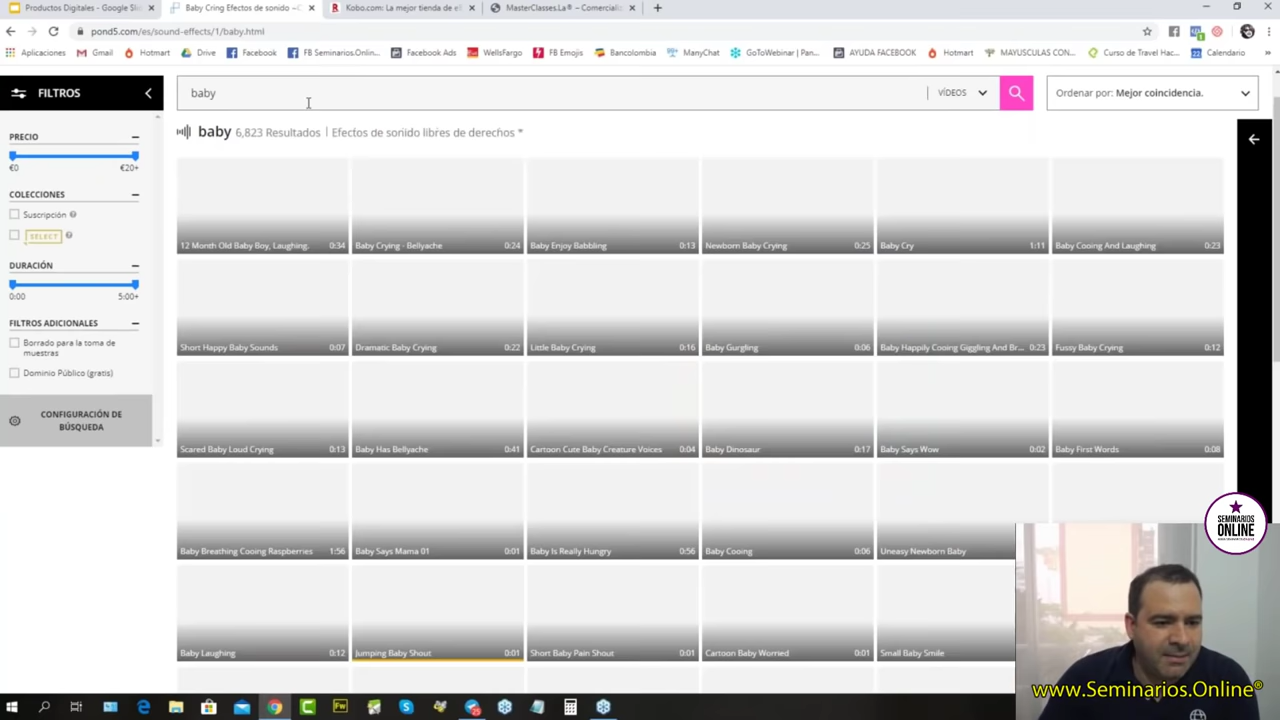 Productos Digitales - Google Sli
Baby Cring Efectos de sonido – C
Kobo.com: La mejor tienda de e
MasterClasses.La® – Comerciali
pond5.com/es/sound-effects/1/baby.html
Aplicaciones
Gmail
Hotmart
Drive
Facebook
FB Seminarios.Onlin...
Facebook Ads
WellsFargo
FB Emojis
Bancolombia
ManyChat
GoToWebinar | Pan...
AYUDA FACEBOOK
Hotmart
MAYUSCULAS CON...
Curso de Travel Hac...
Calendario
FILTROS
baby
VÍDEOS
Ordenar por: Mejor coincidencia.
baby 6,823 Resultados | Efectos de sonido libres de derechos
PRECIO
€0 €20+
COLECCIONES
Suscripción
SELECT
DURACIÓN
0:00 5:00+
FILTROS ADICIONALES
Borrado para la toma de
muestras
Dominio Público (gratis)
CONFIGURACIÓN DE
BÚSQUEDA
12 Month Old Baby Boy, Laughing. 0:34
Baby Crying - Bellyache 0:24
Baby Enjoy Babbling 0:13
Newborn Baby Crying 0:25
Baby Cry 1:11
Baby Cooing And Laughing 0:23
Short Happy Baby Sounds 0:07
Dramatic Baby Crying 0:22
Little Baby Crying 0:16
Baby Gurgling 0:06
Baby Happily Cooing Giggling And Br... 0:23
Fussy Baby Crying 0:12
Scared Baby Loud Crying 0:13
Baby Has Bellyache 0:41
Cartoon Cute Baby Creature Voices 0:04
Baby Dinosaur 0:17
Baby Says Wow 0:02
Baby First Words 0:08
Baby Breathing Cooing Raspberries 1:56
Baby Says Mama 01 0:01
Baby Is Really Hungry 0:56
Baby Cooing 0:06
Uneasy Newborn Baby
Baby Laughing 0:12
Jumping Baby Shout 0:01
Short Baby Pain Shout 0:01
Cartoon Baby Worried 0:01
Small Baby Smile
SEMINARIOS
ONLINE
www.Seminarios.Online®